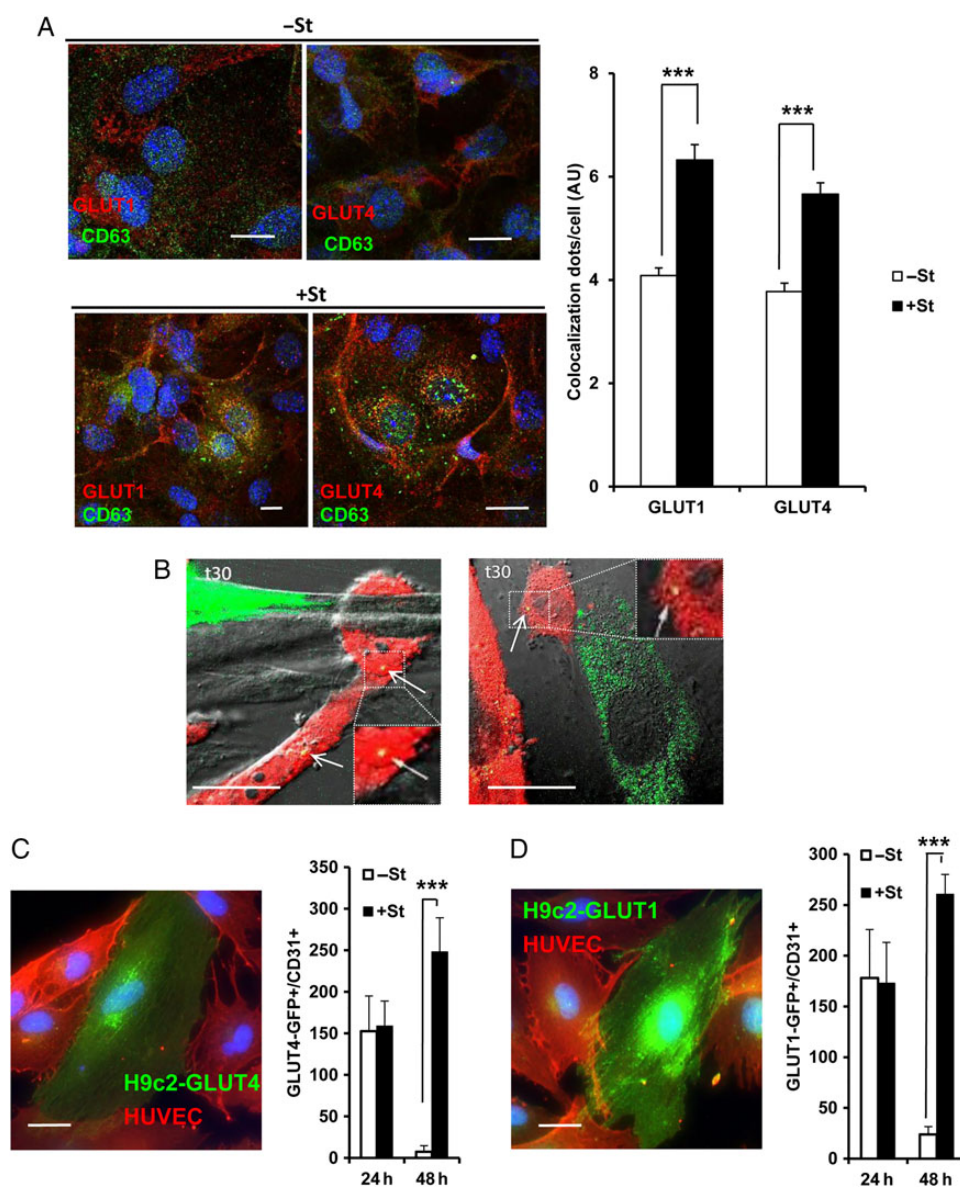 A
–St
GLUT1
CD63
GLUT4
CD63
+St
GLUT1
CD63
GLUT4
CD63
Colocalization dots/cell (AU)
8
6
4
2
0
***
***
GLUT1
GLUT4
–St
+St
B
t30
t30
C
H9c2-GLUT4
HUVEC
GLUT4-GFP+/CD31+
350
300
250
200
150
100
50
0
***
–St
+St
24 h
48 h
D
H9c2-GLUT1
HUVEC
GLUT1-GFP+/CD31+
300
250
200
150
100
50
0
***
–St
+St
24 h
48 h